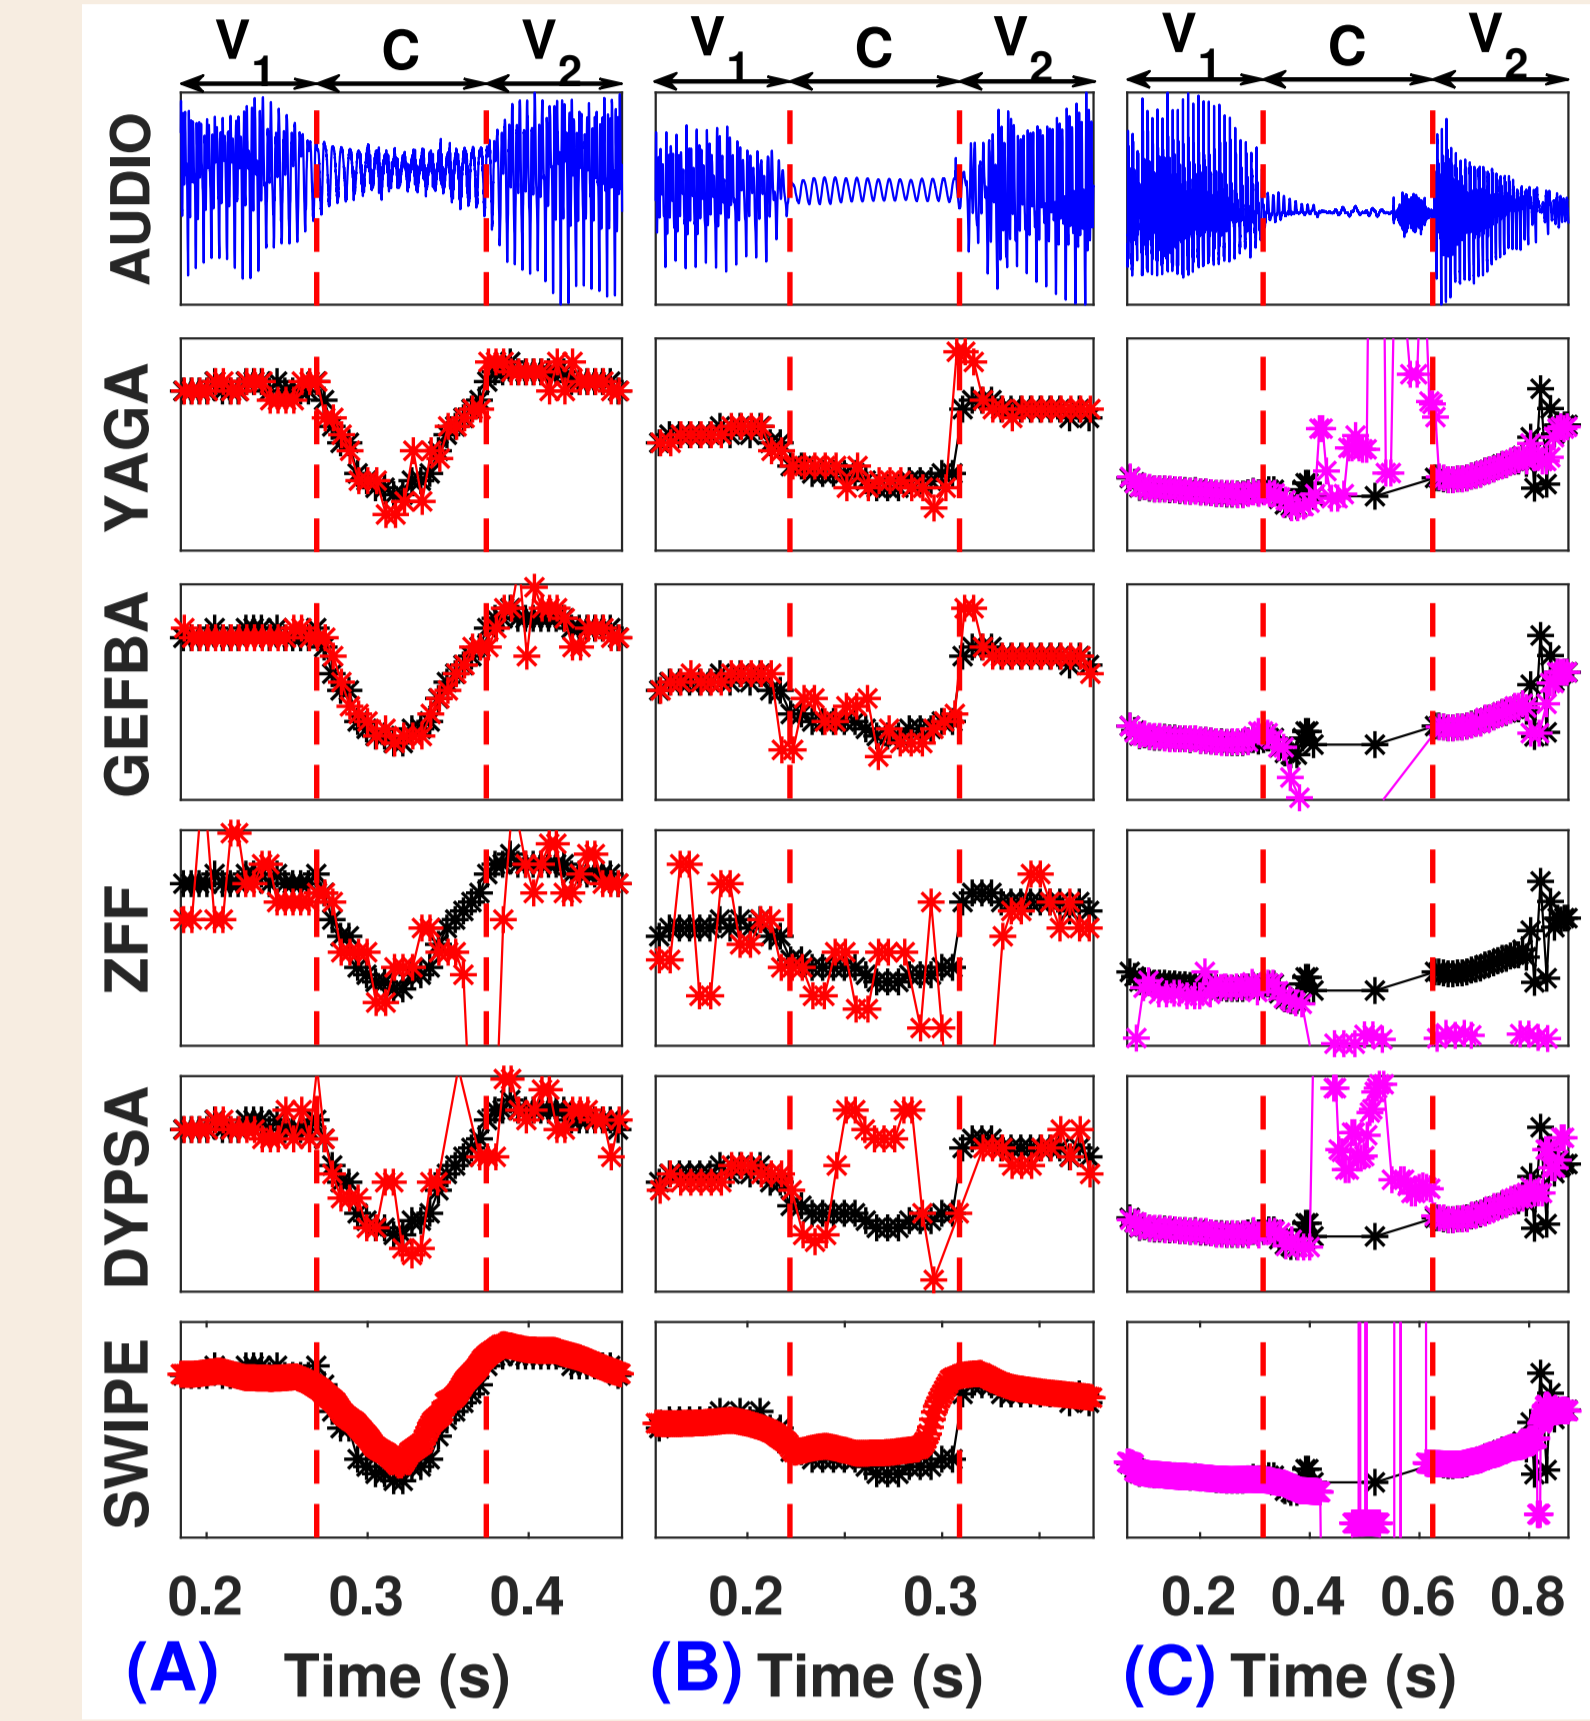 V1 C V2 V1 C V2 V1 C V2
AUDIO
YAGA
GEFBA
ZFF
DYPSA
SWIPE
0.2 0.3 0.4 0.2 0.3 0.2 0.4 0.6 0.8
(A) Time (s) (B) Time (s) (C) Time (s)